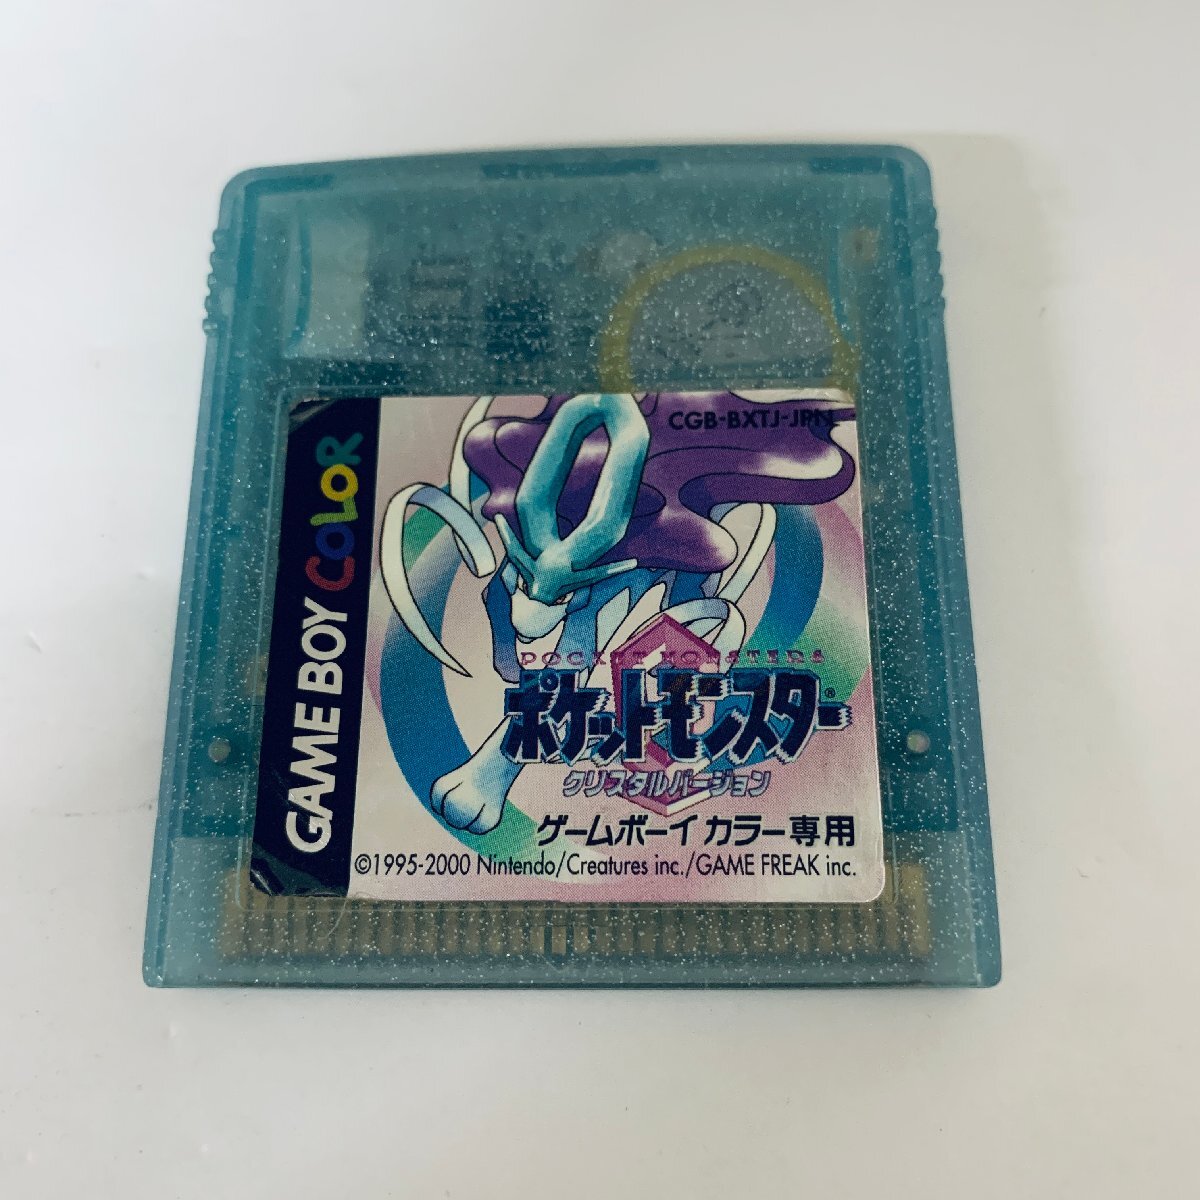 CGB-BXTJ-JPN
GAME BOY COLOR
POCKET MONSTERS
ポケットモンスター®
クリスタルバージョン
ゲームボーイ カラー専用
©1995-2000 Nintendo/Creatures inc./GAME FREAK inc.